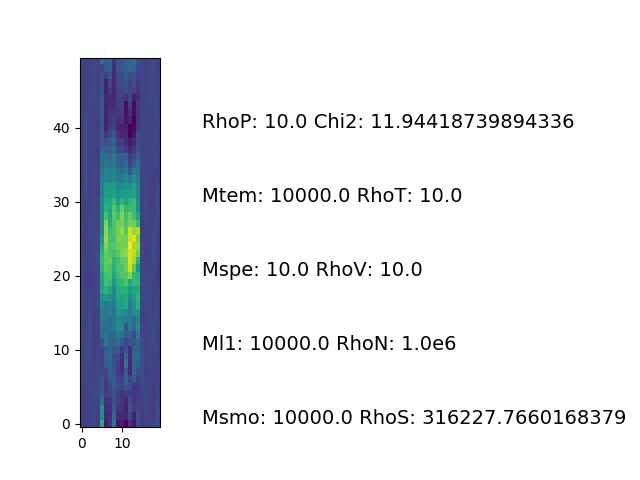 40
30
20
10
0
0 10
RhoP: 10.0 Chi2: 11.94418739894336
Mtem: 10000.0 RhoT: 10.0
Mspe: 10.0 RhoV: 10.0
Ml1: 10000.0 RhoN: 1.0e6
Msmo: 10000.0 RhoS: 316227.7660168379